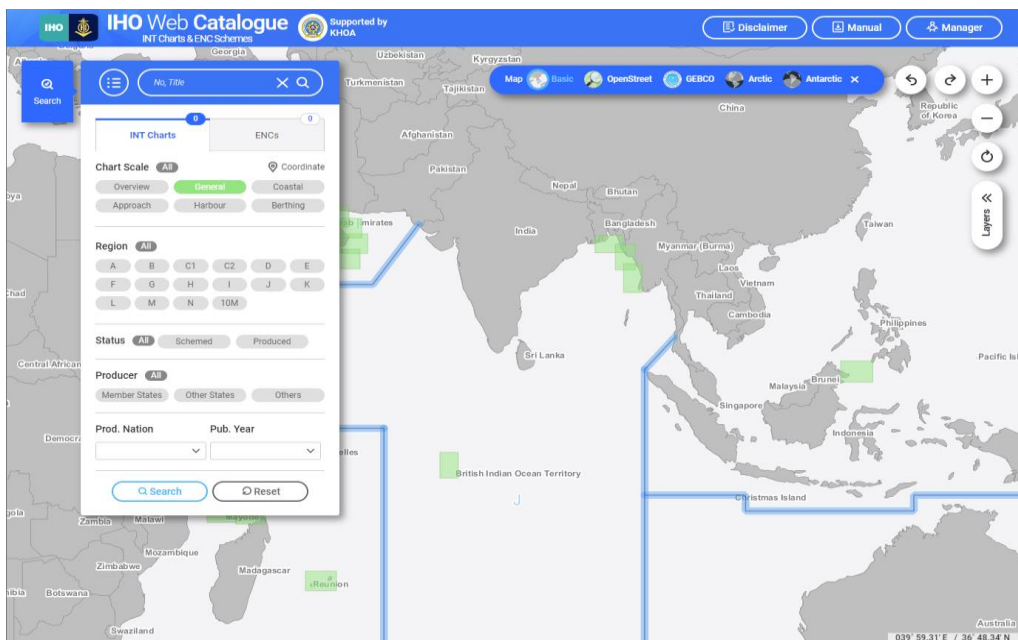 IHO
IHO Web Catalogue
INT Charts & ENC Schemes
Supported by
KHOA
Disclaimer
Manual
Manager
Search
No, Title
Map
Basic
OpenStreet
GEBCO
Arctic
Antarctic
0
INT Charts
0
ENCs
Chart Scale
All
Coordinate
Overview
General
Coastal
Approach
Harbour
Berthing
Region
All
A
B
C1
C2
D
E
F
G
H
I
J
K
L
M
N
10M
Status
All
Schemed
Produced
Producer
All
Member States
Other States
Others
Prod. Nation
Pub. Year
Search
Reset
Layers
Georgia
Uzbekistan
Kyrgyzstan
Turkmenistan
Tajikistan
China
Republic
of Korea
Afghanistan
Pakistan
Nepal
Bhutan
Bangladesh
India
Myanmar (Burma)
Taiwan
Laos
Vietnam
Thailand
Cambodia
Philippines
Sri Lanka
Pacific Isl
Brunei
Malaysia
Singapore
Indonesia
British Indian Ocean Territory
J
Christmas Island
Central African
Democra
Zambia
Malawi
Mayotte
Mozambique
Zimbabwe
Madagascar
Reunion
Botswana
Swaziland
Australia
039˚ 59.31'E / 36˚ 48.34' N